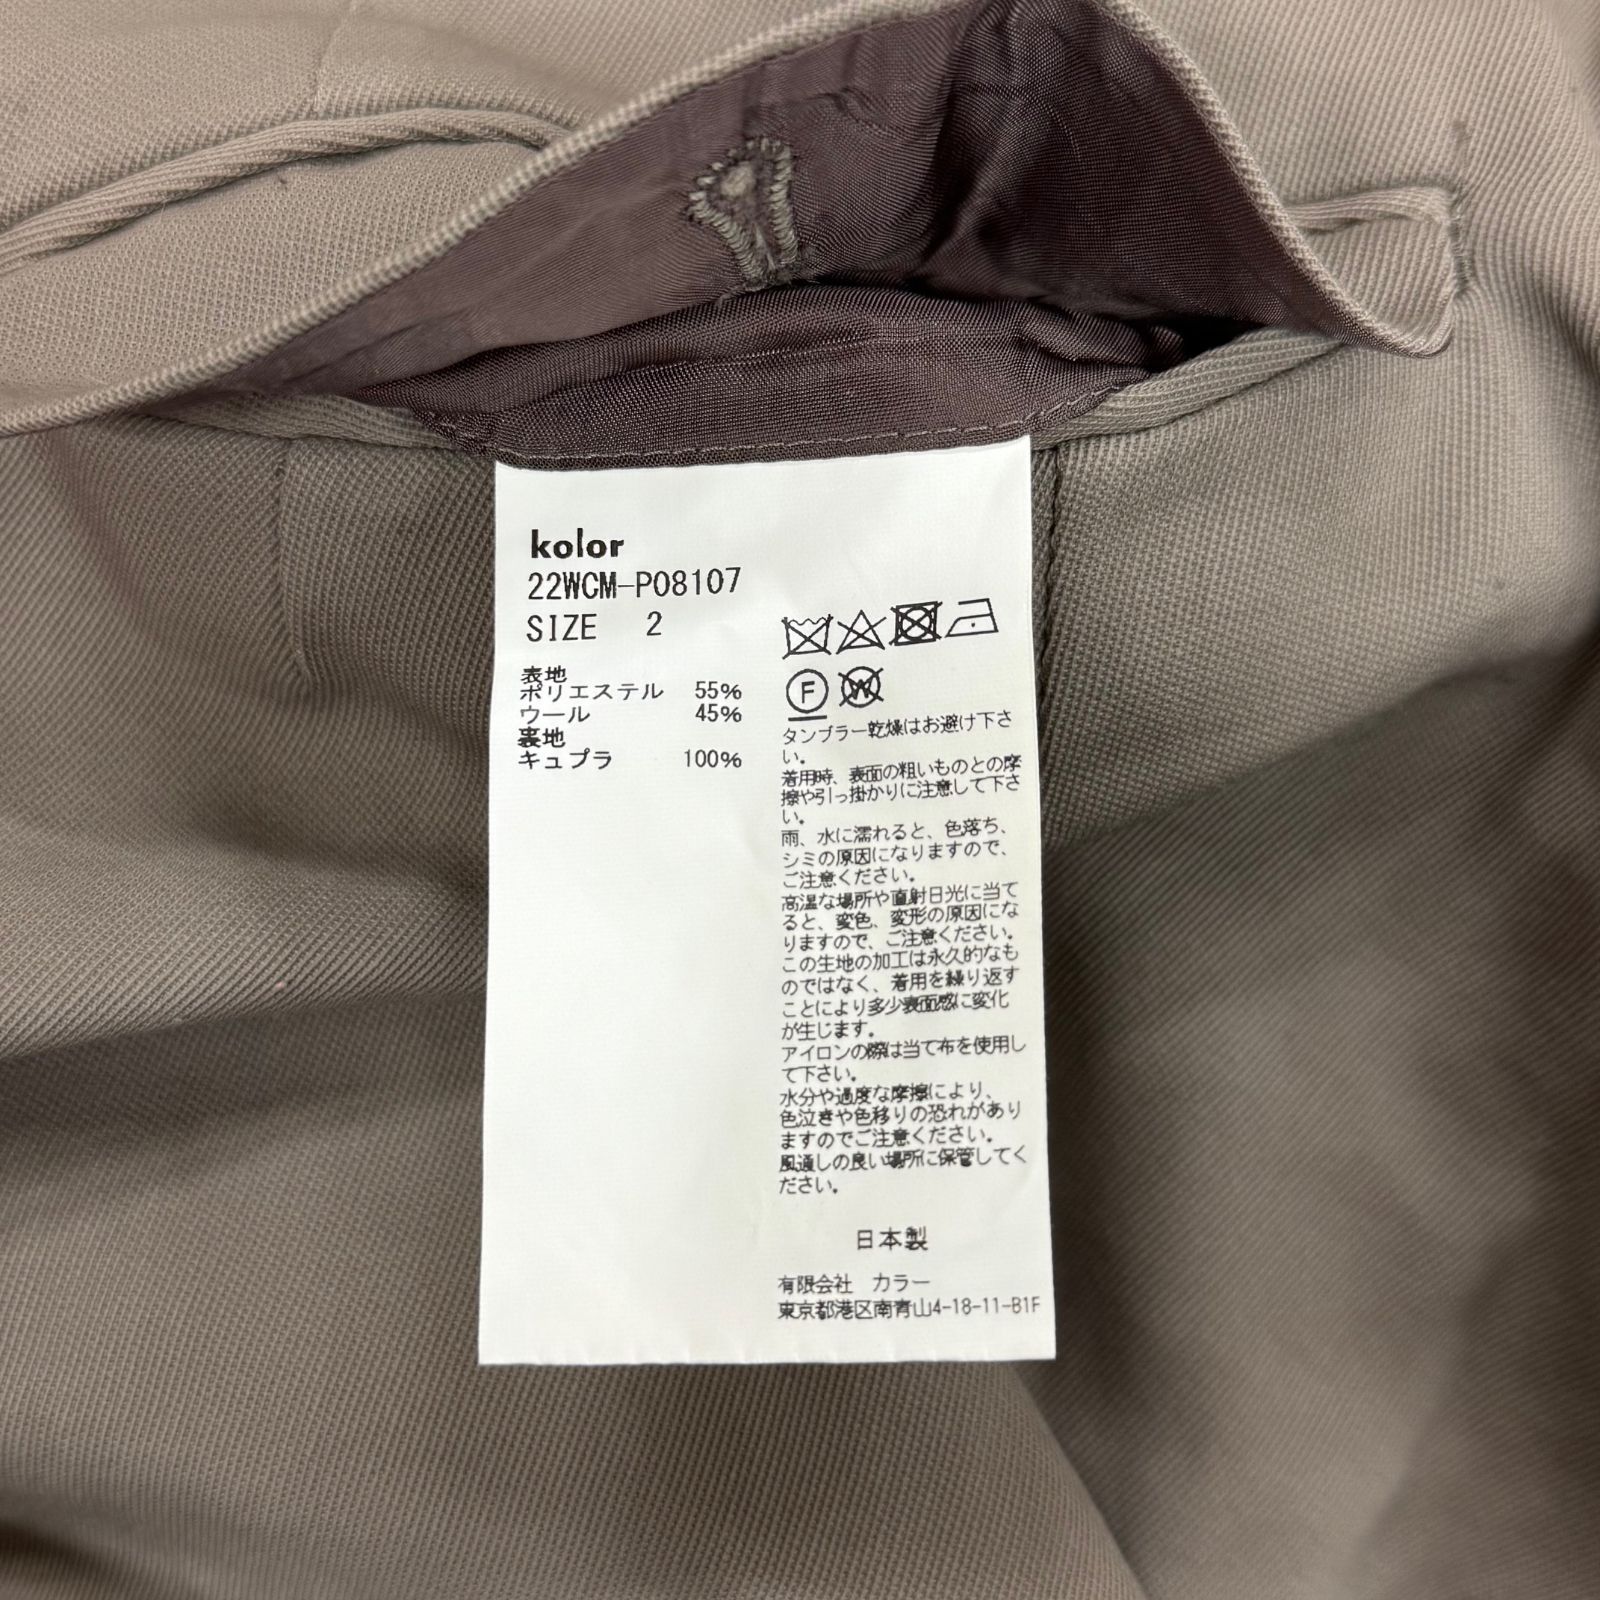 kolor
22WCM-P08107
SIZE 2
表地
ポリエステル 55%
ウール 45%
裏地
キュプラ 100%
F W
タンブラー乾燥はお避け下さ
い。
着用時、表面の粗いものとの摩
擦や引っ掛かりに注意して下さ
い。
雨、水に濡れると、色落ち、
シミの原因になりますので、
ご注意ください。
高温な場所や直射日光に当て
ると、変色、変形の原因にな
りますので、ご注意ください。
この生地の加工は永久的なも
のではなく、着用を繰り返す
ことにより多少表面感に変化
が生じます。
アイロンの際は当て布を使用し
て下さい。
水分や過度な摩擦により、
色泣きや色移りの恐れがあり
ますのでご注意ください。
風通しの良い場所に保管してく
ださい。
日本製
有限会社 カラー
東京都港区南青山4-18-11-B1F